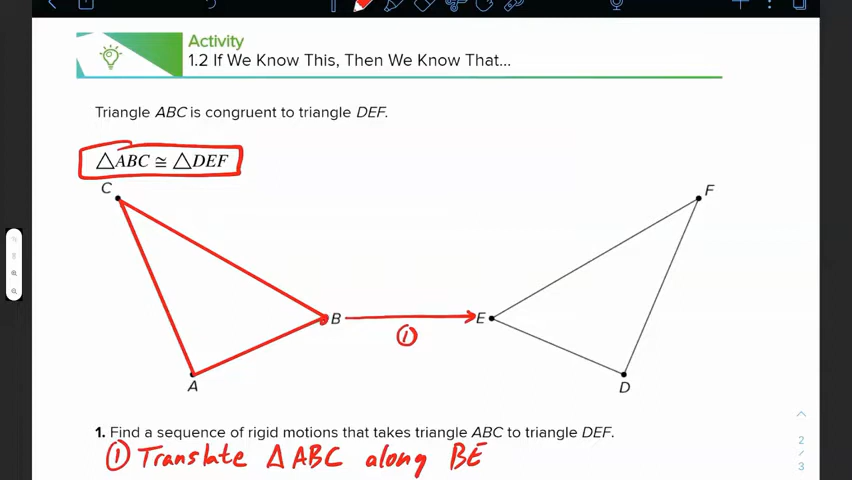 Activity
1.2 If We Know This, Then We Know That...
Triangle ABC is congruent to triangle DEF.
△ABC ≅ △DEF
C
F
B
①
E
A
D
1. Find a sequence of rigid motions that takes triangle ABC to triangle DEF.
① Translate △ABC along BE
2
/
3